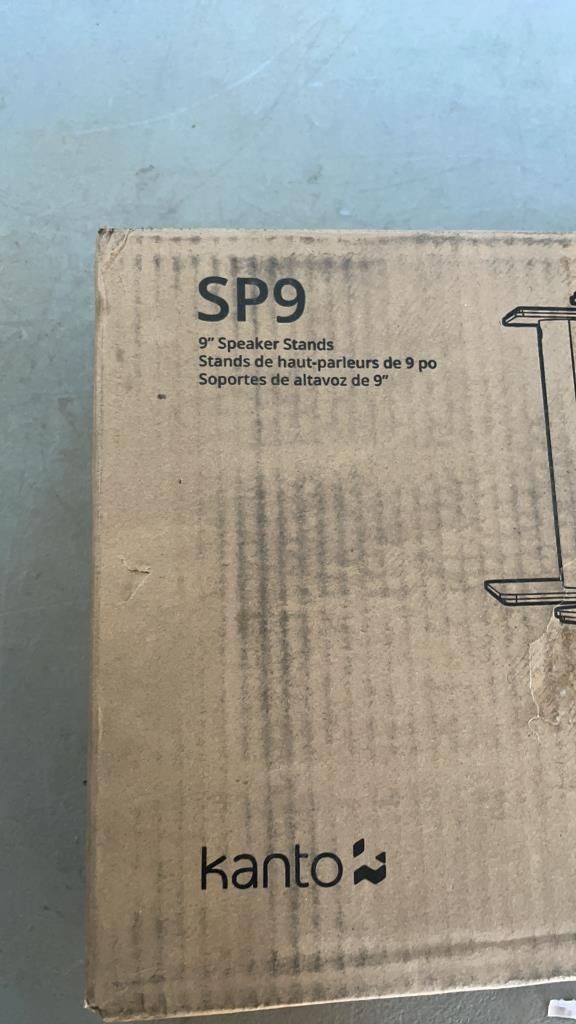 SP9
9” Speaker Stands
Stands de haut-parleurs de 9 po
Soportes de altavoz de 9”
kanto